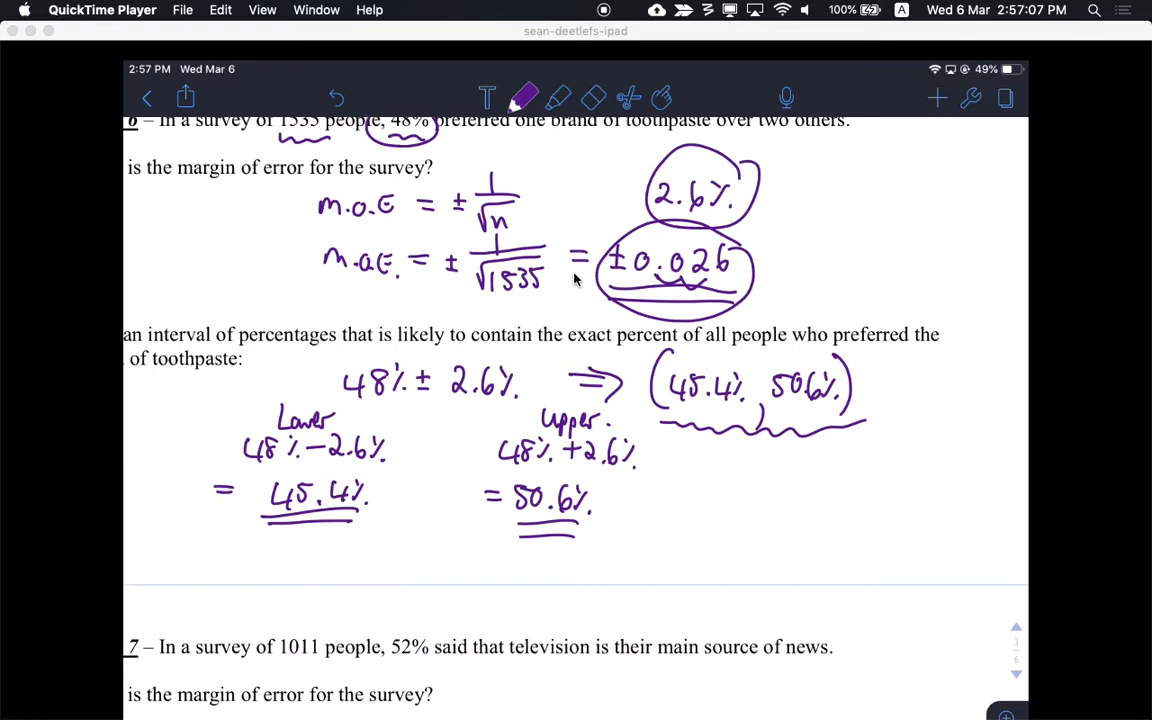 QuickTime Player File Edit View Window Help 100% A Wed 6 Mar 2:57:07 PM
sean-deetlefs-ipad
2:57 PM Wed Mar 6 49%
6 – In a survey of 1535 people, 48% preferred one brand of toothpaste over two others.
is the margin of error for the survey?
2.6%.
m.o.E = ± 1/√n
m.o.E. = ± 1/√1535 = ±0.026
an interval of percentages that is likely to contain the exact percent of all people who preferred the
of toothpaste:
48% ± 2.6%. ⇒ (45.4%, 50.6%)
Lower Upper.
48% − 2.6%. 48% + 2.6%.
= 45.4%. = 50.6%.
3
6
7 – In a survey of 1011 people, 52% said that television is their main source of news.
is the margin of error for the survey?